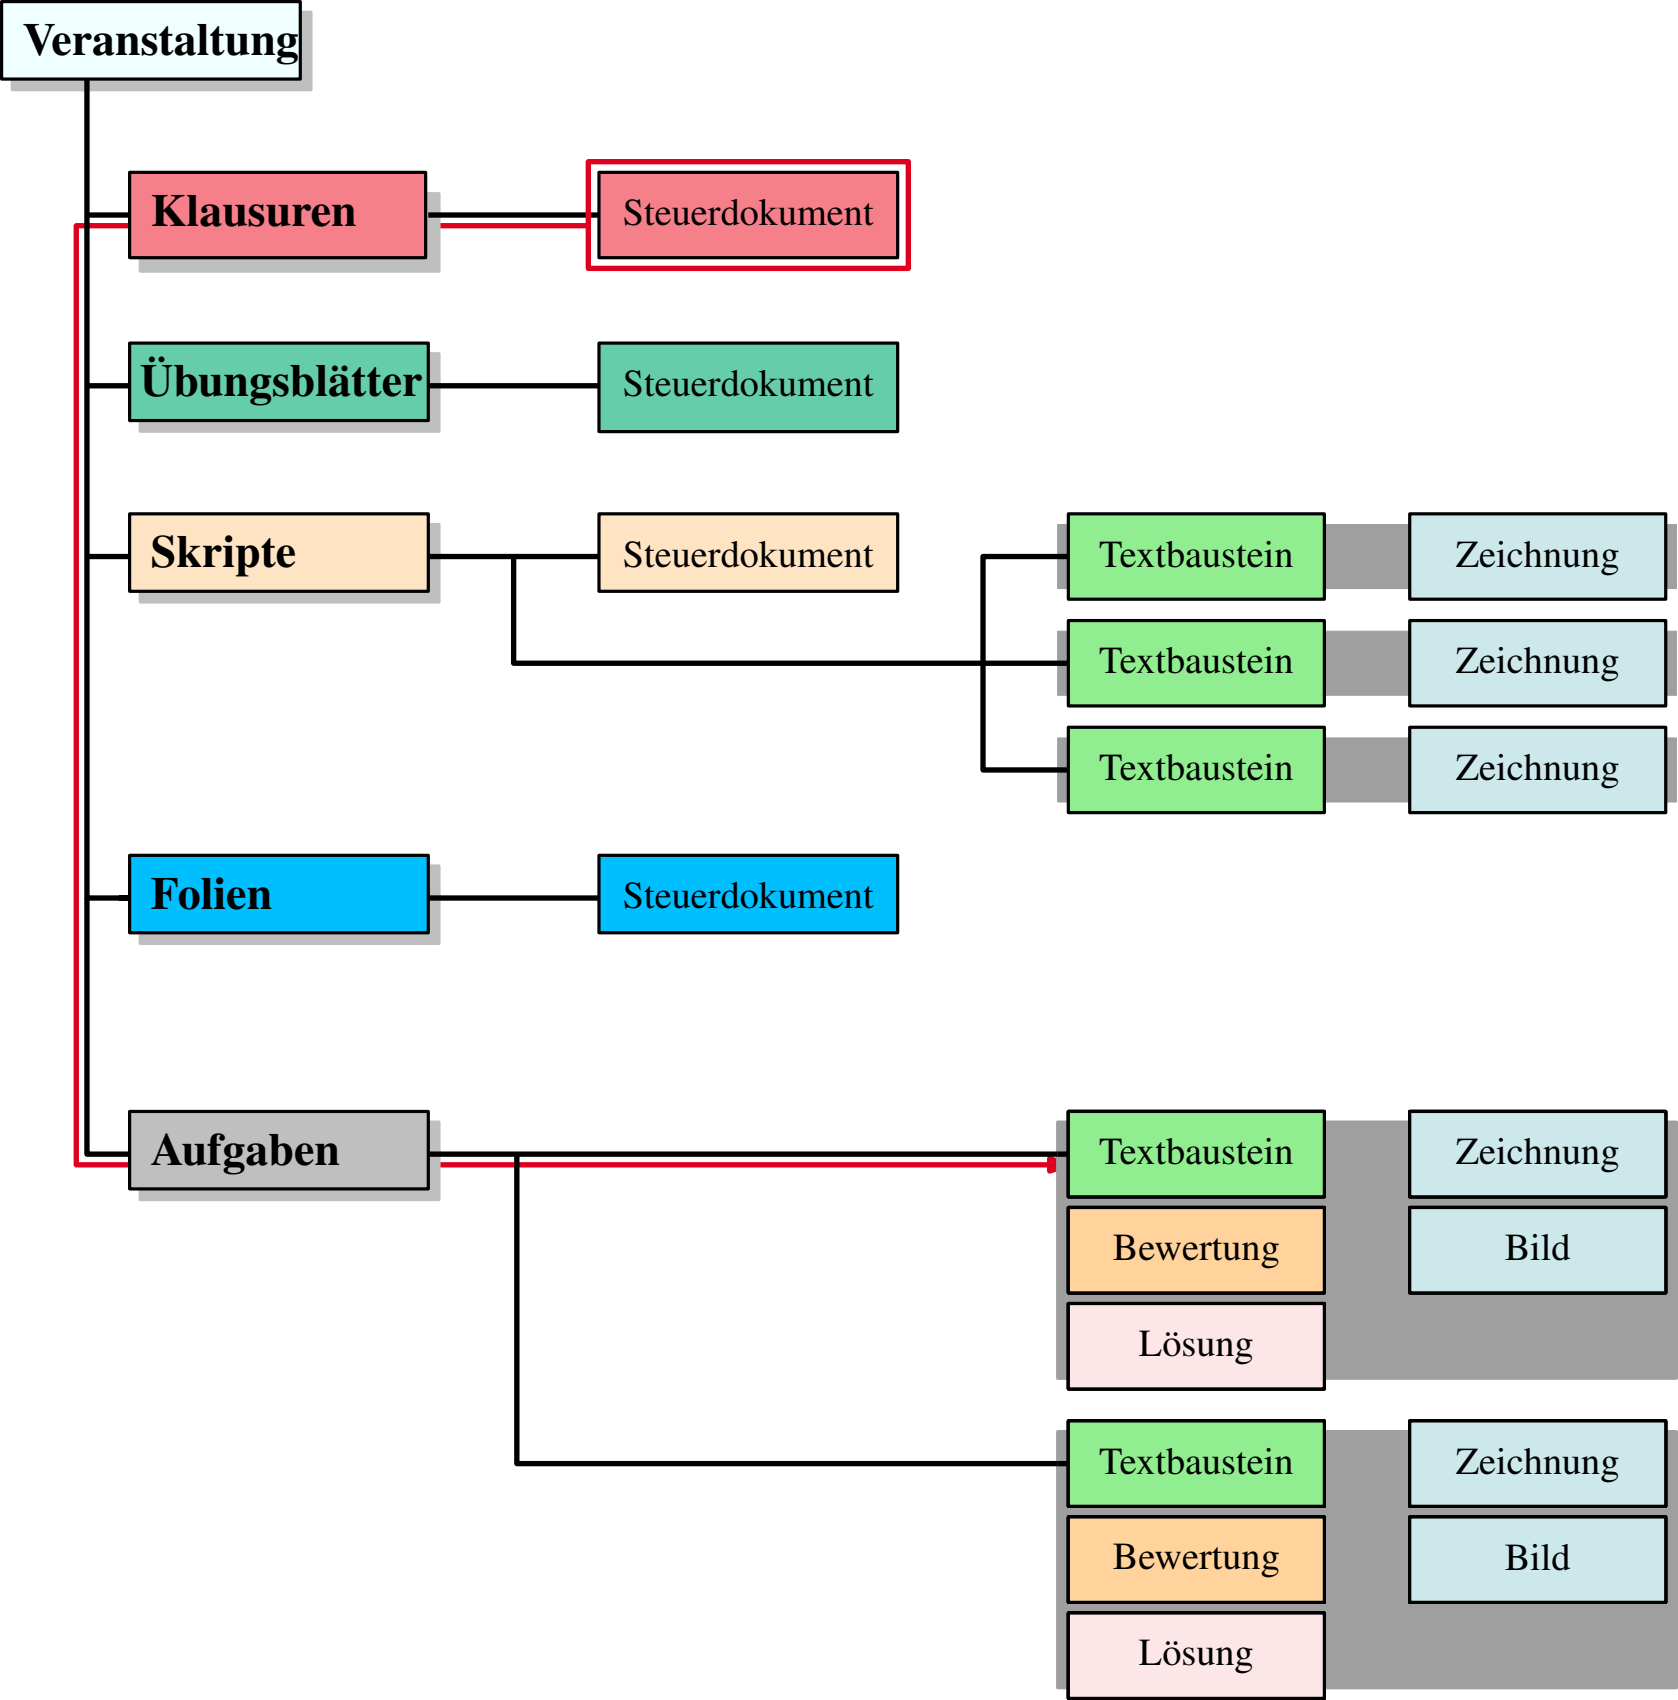 Veranstaltung
Klausuren
Steuerdokument
Übungsblätter
Steuerdokument
Skripte
Steuerdokument
Textbaustein
Zeichnung
Textbaustein
Zeichnung
Textbaustein
Zeichnung
Folien
Steuerdokument
Aufgaben
Textbaustein
Zeichnung
Bewertung
Bild
Lösung
Textbaustein
Zeichnung
Bewertung
Bild
Lösung